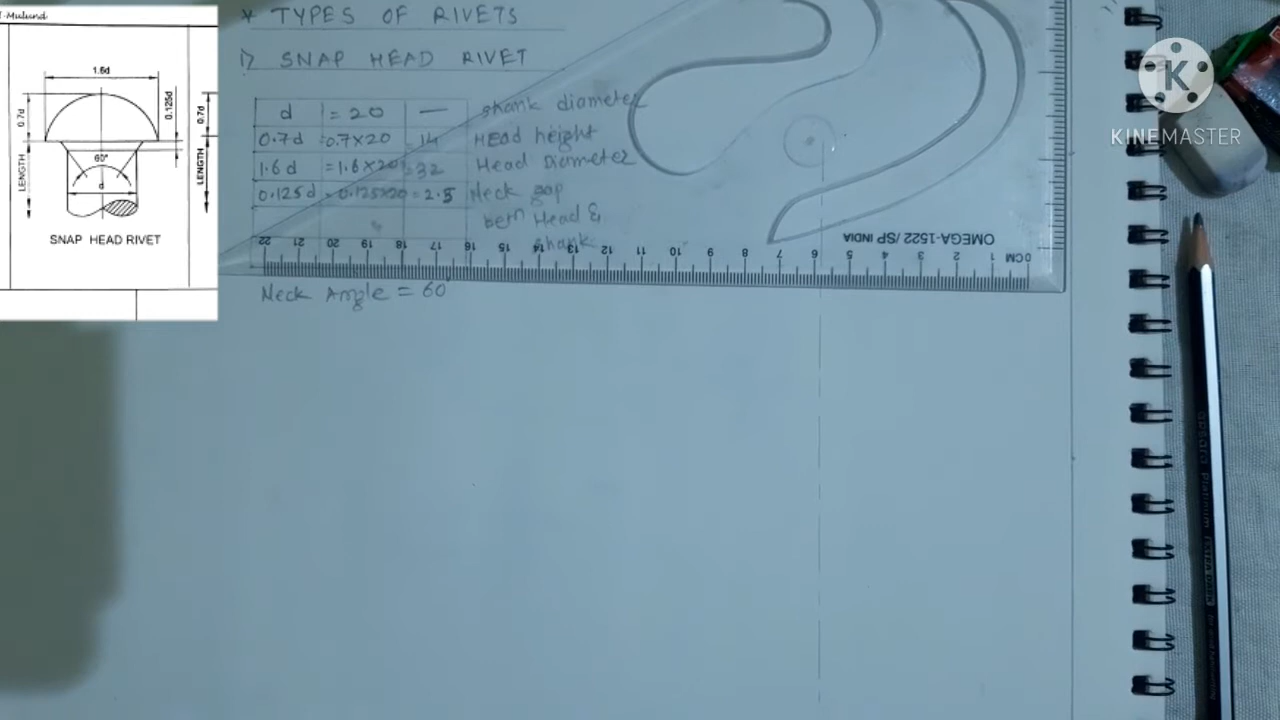 l-Mulund
1.6d
0.7d
0.125d
0.7d
LENGTH
60°
LENGTH
d
SNAP HEAD RIVET
* TYPES OF RIVETS
1) SNAP HEAD RIVET
d = 20 — shank diameter
0.7d = 0.7×20 = 14 Head height
1.6d = 1.6×20 = 32 Head Diameter
0.125d = 0.125×20 = 2.5 Neck gap
betn Head &
shank
22 21 20 19 18 17 16 15 14 13 12 11 10 9 8 7 6 5 4 3 2 1 0 CM
OMEGA-1522/SP INDIA
Neck Angle = 60°
K
KINEMASTER
apsara Platinum